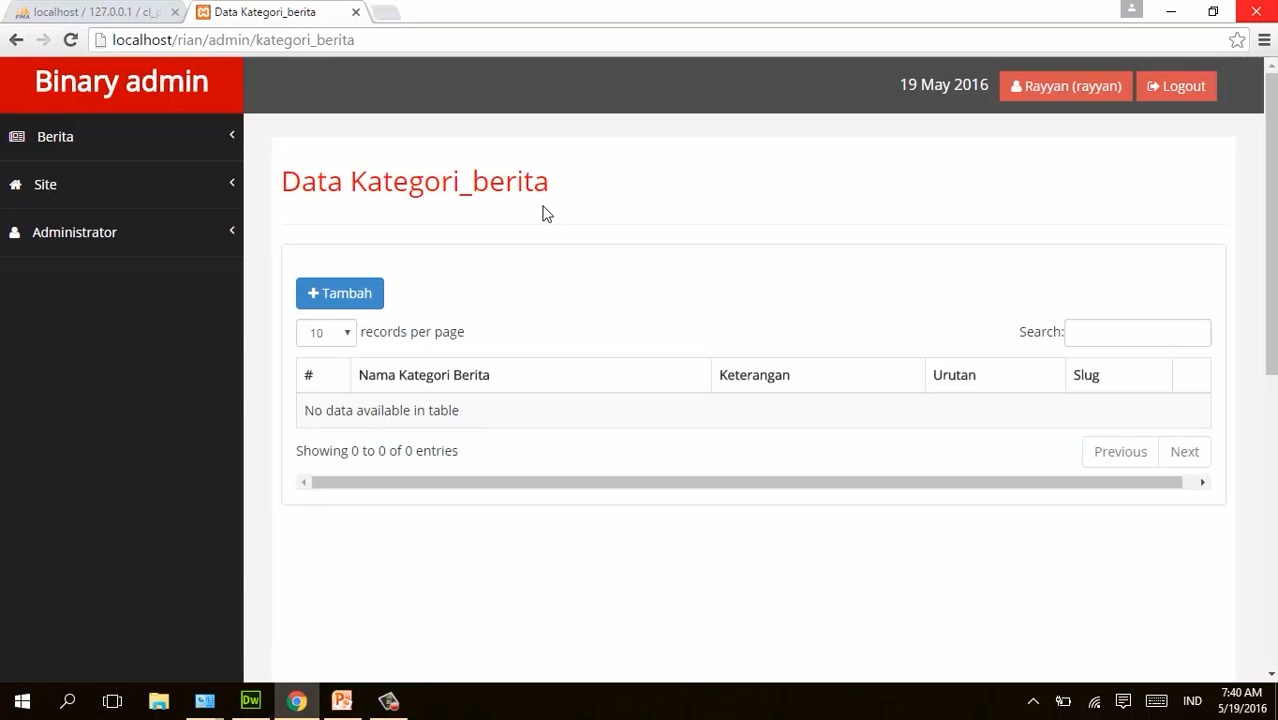 localhost / 127.0.0.1 / cl_p
Data Kategori_berita
localhost/rian/admin/kategori_berita
Binary admin
19 May 2016
Rayyan (rayyan)
Logout
Berita
Site
Administrator
Data Kategori_berita
Tambah
10 records per page
Search:
# Nama Kategori Berita Keterangan Urutan Slug
No data available in table
Showing 0 to 0 of 0 entries
Previous Next
Dw
IND
7:40 AM
5/19/2016